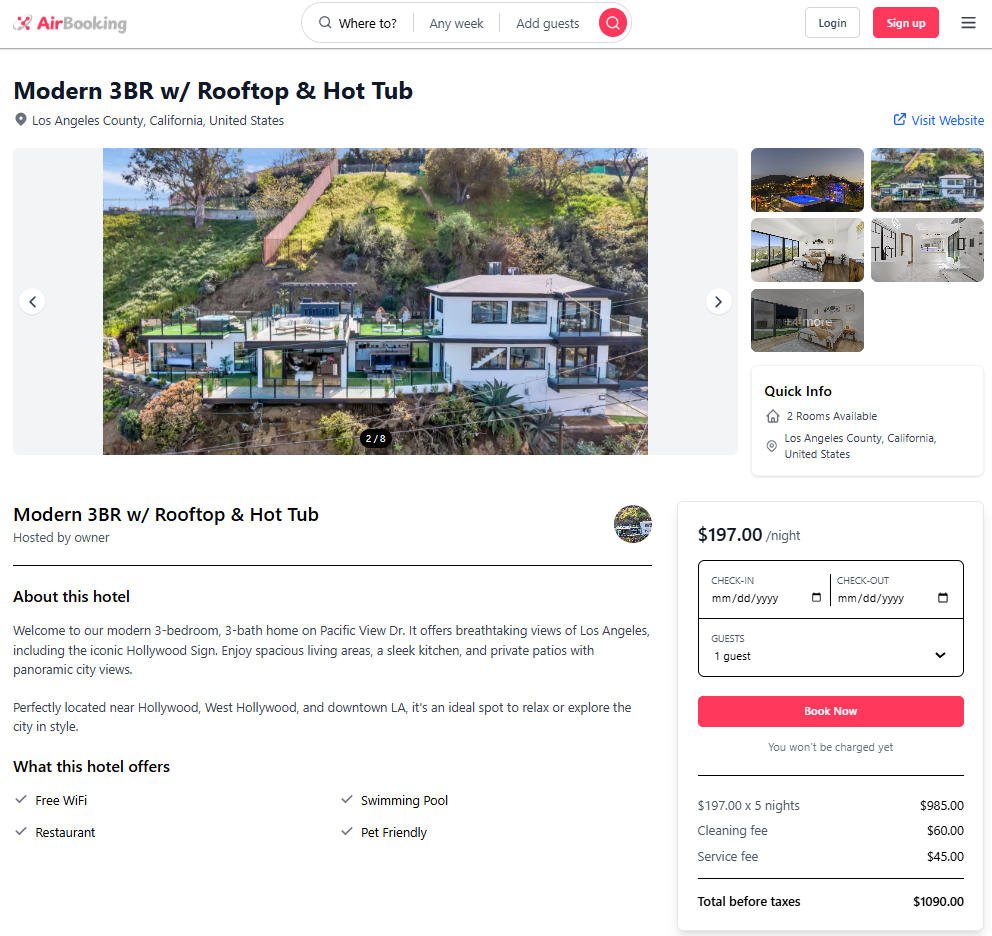 AirBooking
Where to?
Any week
Add guests
Login
Sign up
Modern 3BR w/ Rooftop & Hot Tub
Los Angeles County, California, United States
Visit Website
2 / 8
+4 more
Quick Info
2 Rooms Available
Los Angeles County, California,
United States
Modern 3BR w/ Rooftop & Hot Tub
Hosted by owner
About this hotel
Welcome to our modern 3-bedroom, 3-bath home on Pacific View Dr. It offers breathtaking views of Los Angeles,
including the iconic Hollywood Sign. Enjoy spacious living areas, a sleek kitchen, and private patios with
panoramic city views.
Perfectly located near Hollywood, West Hollywood, and downtown LA, it's an ideal spot to relax or explore the
city in style.
What this hotel offers
Free WiFi
Swimming Pool
Restaurant
Pet Friendly
$197.00 /night
CHECK-IN
CHECK-OUT
mm/dd/yyyy
mm/dd/yyyy
GUESTS
1 guest
Book Now
You won't be charged yet
$197.00 x 5 nights
$985.00
Cleaning fee
$60.00
Service fee
$45.00
Total before taxes
$1090.00